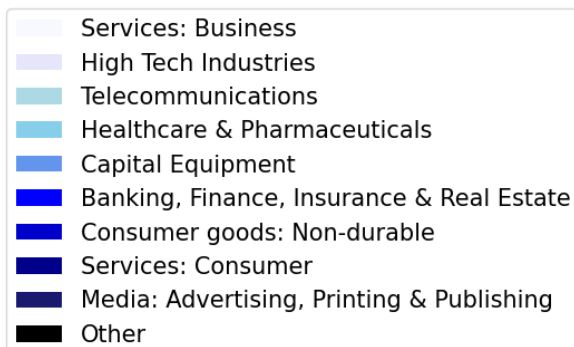 Services: Business
High Tech Industries
Telecommunications
Healthcare & Pharmaceuticals
Capital Equipment
Banking, Finance, Insurance & Real Estate
Consumer goods: Non-durable
Services: Consumer
Media: Advertising, Printing & Publishing
Other